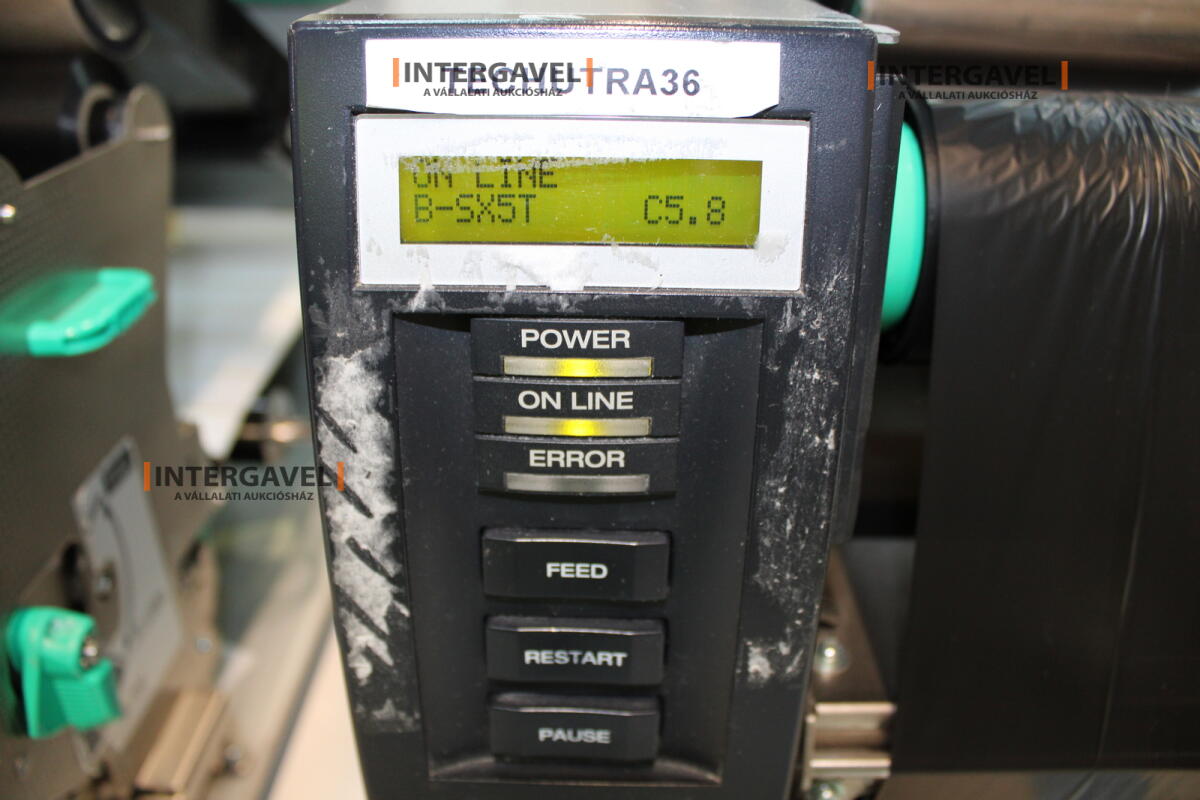 INTERGAVEL
A VÁLLALATI AUKCIÓSHÁZ
TRA36
INTERGAVEL
A VÁLLALATI AUKCIÓSHÁZ
ON LINE
B-SX5T C5.8
POWER
ON LINE
ERROR
INTERGAVEL
A VÁLLALATI AUKCIÓSHÁZ
FEED
RESTART
PAUSE